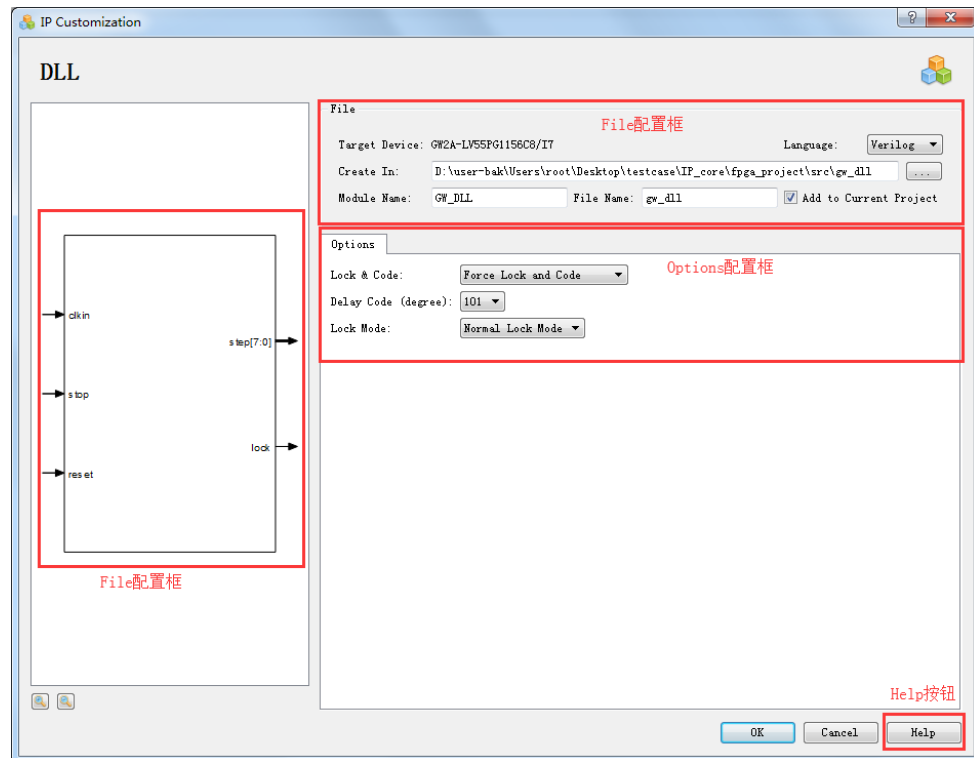 IP Customization
DLL
File
File配置框
Target Device: GW2A-LV55PG1156C8/I7
Language: Verilog
Create In: D:\user-bak\Users\root\Desktop\testcase\IP_core\fpga_project\src\gw_dll ...
Module Name: GW_DLL File Name: gw_dll Add to Current Project
Options
Options配置框
Lock & Code: Force Lock and Code
Delay Code (degree): 101
Lock Mode: Normal Lock Mode
clkin
step[7:0]
stop
lock
reset
File配置框
Help按钮
OK Cancel Help